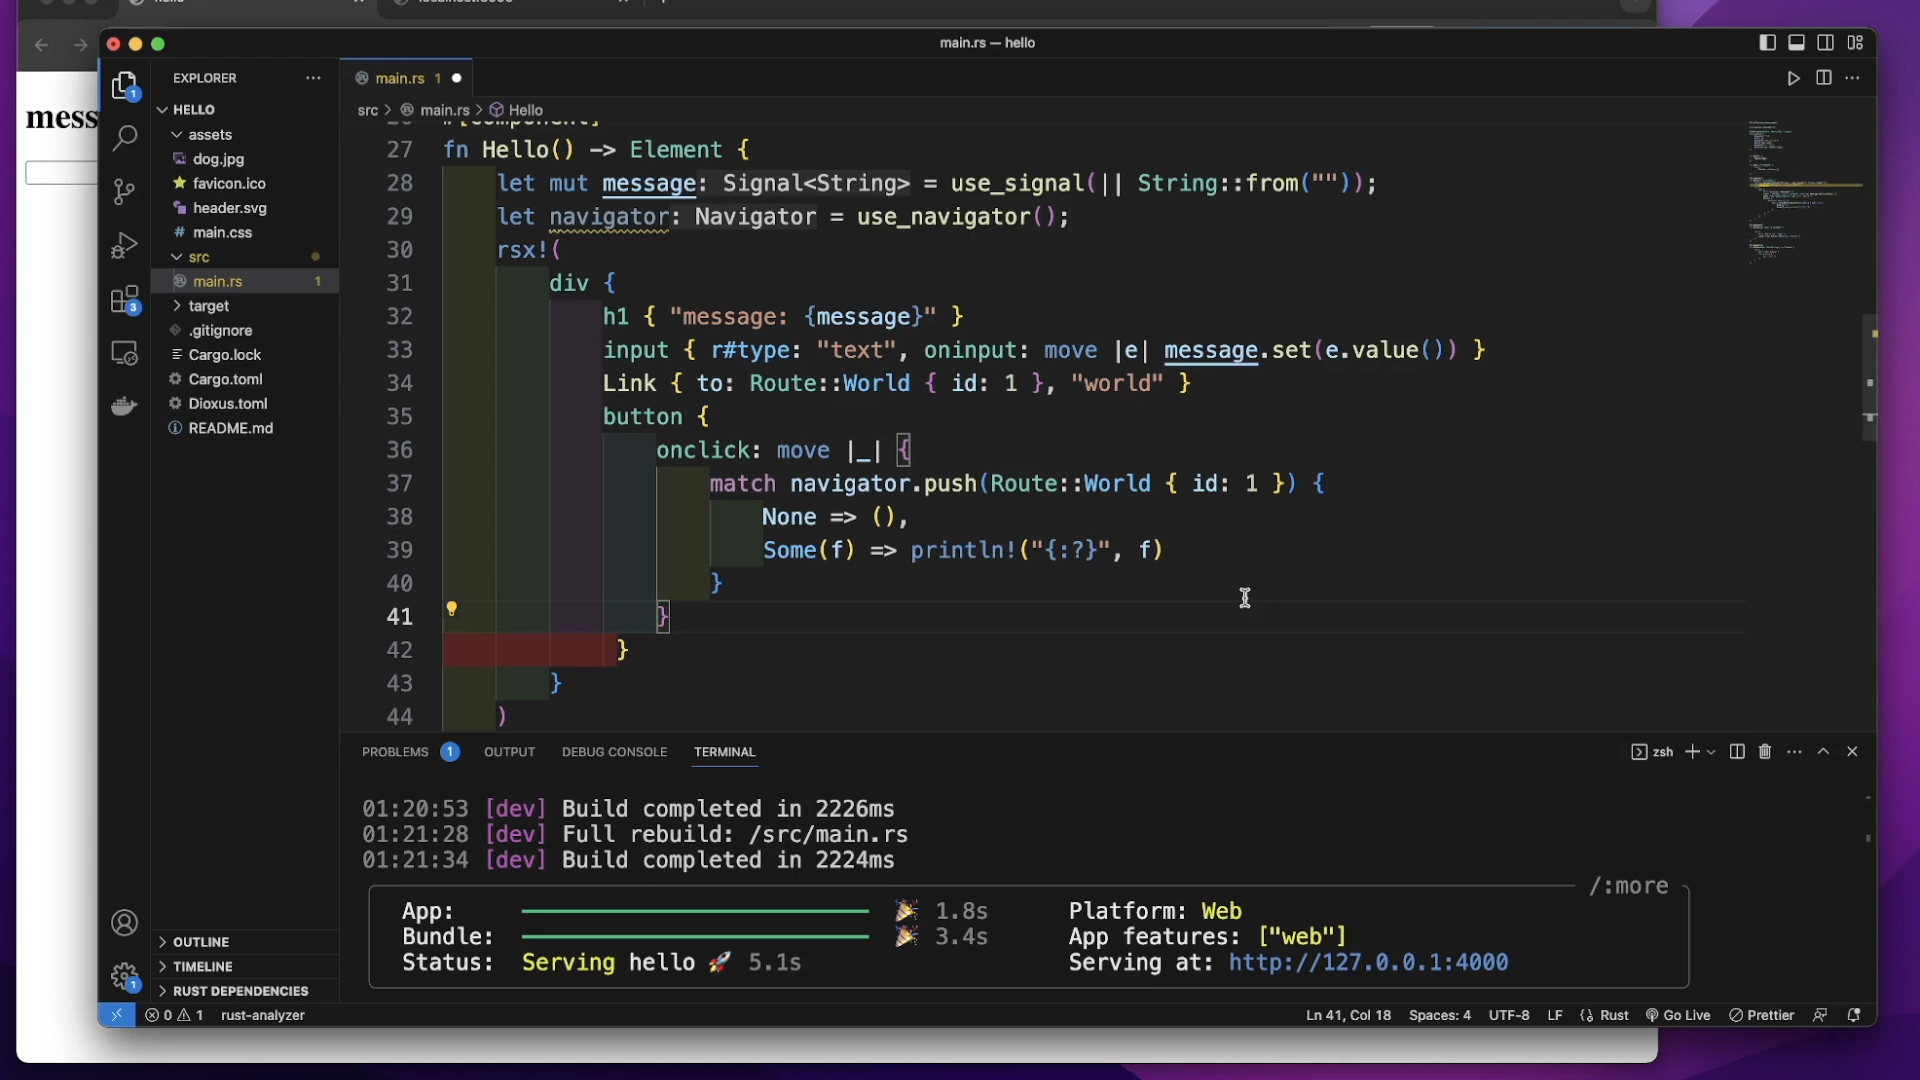 hello
mess
main.rs — hello
EXPLORER
HELLO
assets
dog.jpg
favicon.ico
header.svg
# main.css
src
main.rs 1
target
.gitignore
Cargo.lock
Cargo.toml
Dioxus.toml
README.md
OUTLINE
TIMELINE
RUST DEPENDENCIES
1
3
1
main.rs 1
src > main.rs > Hello
#[component]
27 fn Hello() -> Element {
28 let mut message: Signal<String> = use_signal(|| String::from(""));
29 let navigator: Navigator = use_navigator();
30 rsx!(
31 div {
32 h1 { "message: {message}" }
33 input { r#type: "text", oninput: move |e| message.set(e.value()) }
34 Link { to: Route::World { id: 1 }, "world" }
35 button {
36 onclick: move |_| {
37 match navigator.push(Route::World { id: 1 }) {
38 None => (),
39 Some(f) => println!("{:?}", f)
40 }
41 }
42 }
43 }
44 )
PROBLEMS 1 OUTPUT DEBUG CONSOLE TERMINAL
zsh
01:20:53 [dev] Build completed in 2226ms
01:21:28 [dev] Full rebuild: /src/main.rs
01:21:34 [dev] Build completed in 2224ms
/:more
App: 🎉 1.8s Platform: Web
Bundle: 🎉 3.4s App features: ["web"]
Status: Serving hello 🚀 5.1s Serving at: http://127.0.0.1:4000
0 1 rust-analyzer
Ln 41, Col 18 Spaces: 4 UTF-8 LF {} Rust Go Live Prettier